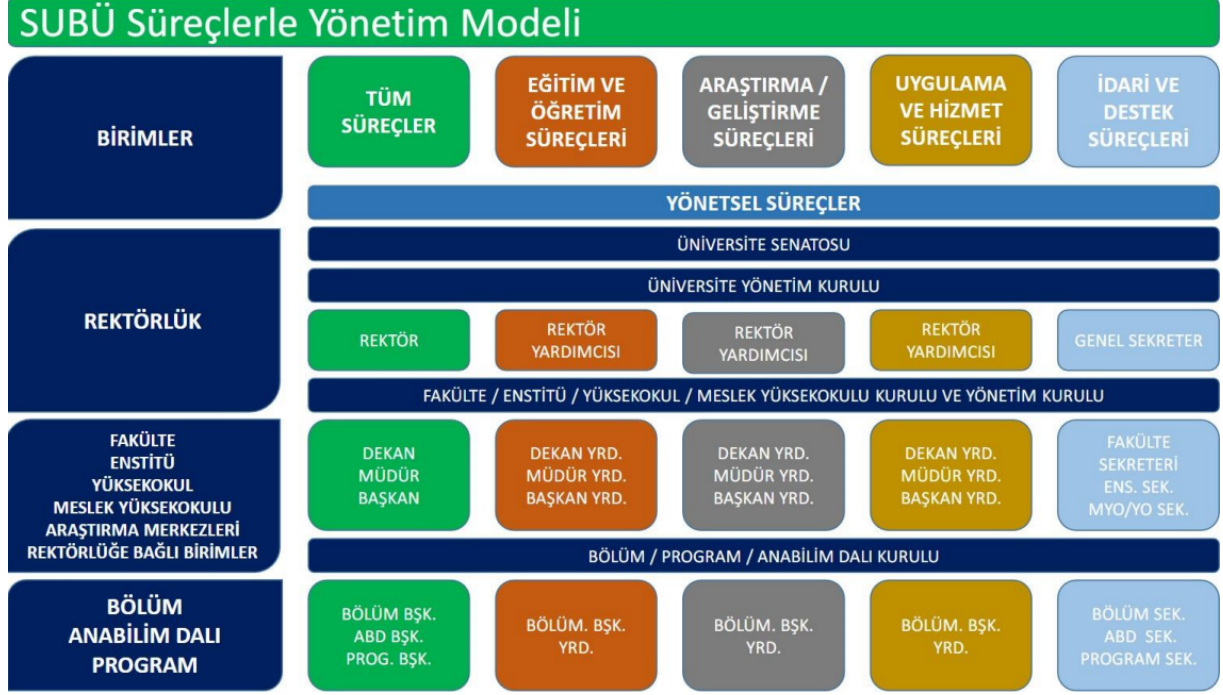 SUBÜ Süreçlerle Yönetim Modeli
BİRİMLER
TÜM
SÜREÇLER
EĞİTİM VE
ÖĞRETİM
SÜREÇLERİ
ARAŞTIRMA /
GELİŞTİRME
SÜREÇLERİ
UYGULAMA
VE HİZMET
SÜREÇLERİ
İDARİ VE
DESTEK
SÜREÇLERİ
YÖNETSEL SÜREÇLER
REKTÖRLÜK
ÜNİVERSİTE SENATOSU
ÜNİVERSİTE YÖNETİM KURULU
REKTÖR
REKTÖR
YARDIMCISI
REKTÖR
YARDIMCISI
REKTÖR
YARDIMCISI
GENEL SEKRETER
FAKÜLTE / ENSTİTÜ / YÜKSEKOKUL / MESLEK YÜKSEKOKULU KURULU VE YÖNETİM KURULU
FAKÜLTE
ENSTİTÜ
YÜKSEKOKUL
MESLEK YÜKSEKOKULU
ARAŞTIRMA MERKEZLERİ
REKTÖRLÜĞE BAĞLI BİRİMLER
DEKAN
MÜDÜR
BAŞKAN
DEKAN YRD.
MÜDÜR YRD.
BAŞKAN YRD.
DEKAN YRD.
MÜDÜR YRD.
BAŞKAN YRD.
DEKAN YRD.
MÜDÜR YRD.
BAŞKAN YRD.
FAKÜLTE
SEKRETERİ
ENS. SEK.
MYO/YO SEK.
BÖLÜM / PROGRAM / ANABİLİM DALI KURULU
BÖLÜM
ANABİLİM DALI
PROGRAM
BÖLÜM BŞK.
ABD BŞK.
PROG. BŞK.
BÖLÜM. BŞK.
YRD.
BÖLÜM. BŞK.
YRD.
BÖLÜM. BŞK.
YRD.
BÖLÜM SEK.
ABD SEK.
PROGRAM SEK.